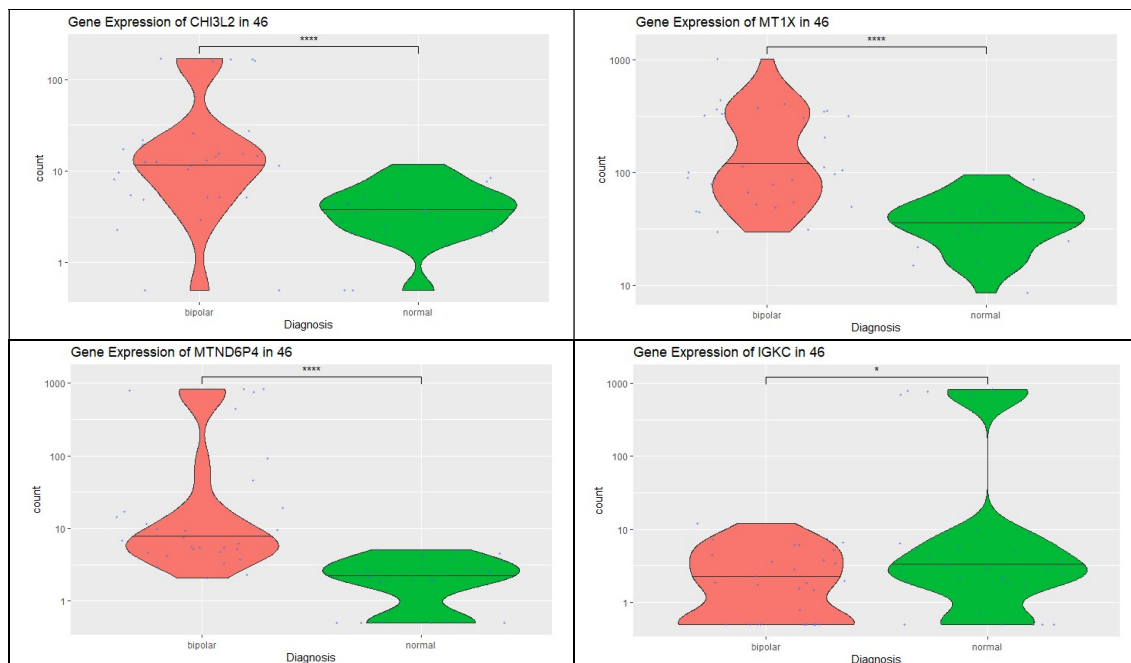 Gene Expression of CHI3L2 in 46
****
100
10
1
count
bipolar
normal
Diagnosis
Gene Expression of MT1X in 46
****
1000
100
10
count
bipolar
normal
Diagnosis
Gene Expression of MTND6P4 in 46
****
1000
100
10
1
count
bipolar
normal
Diagnosis
Gene Expression of IGKC in 46
*
1000
100
10
1
count
bipolar
normal
Diagnosis